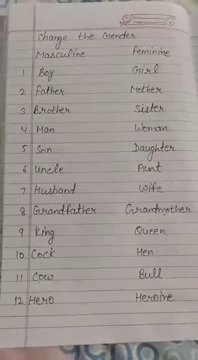 Change the Gender
Masculine Feminine
1 Boy Girl
2 Father Mother
3 Brother Sister
4 Man Woman
5 Son Daughter
6 Uncle Aunt
7 Husband Wife
8 Grandfather Grandmother
9 King Queen
10 Cock Hen
11 Cow Bull
12 Hero Heroine